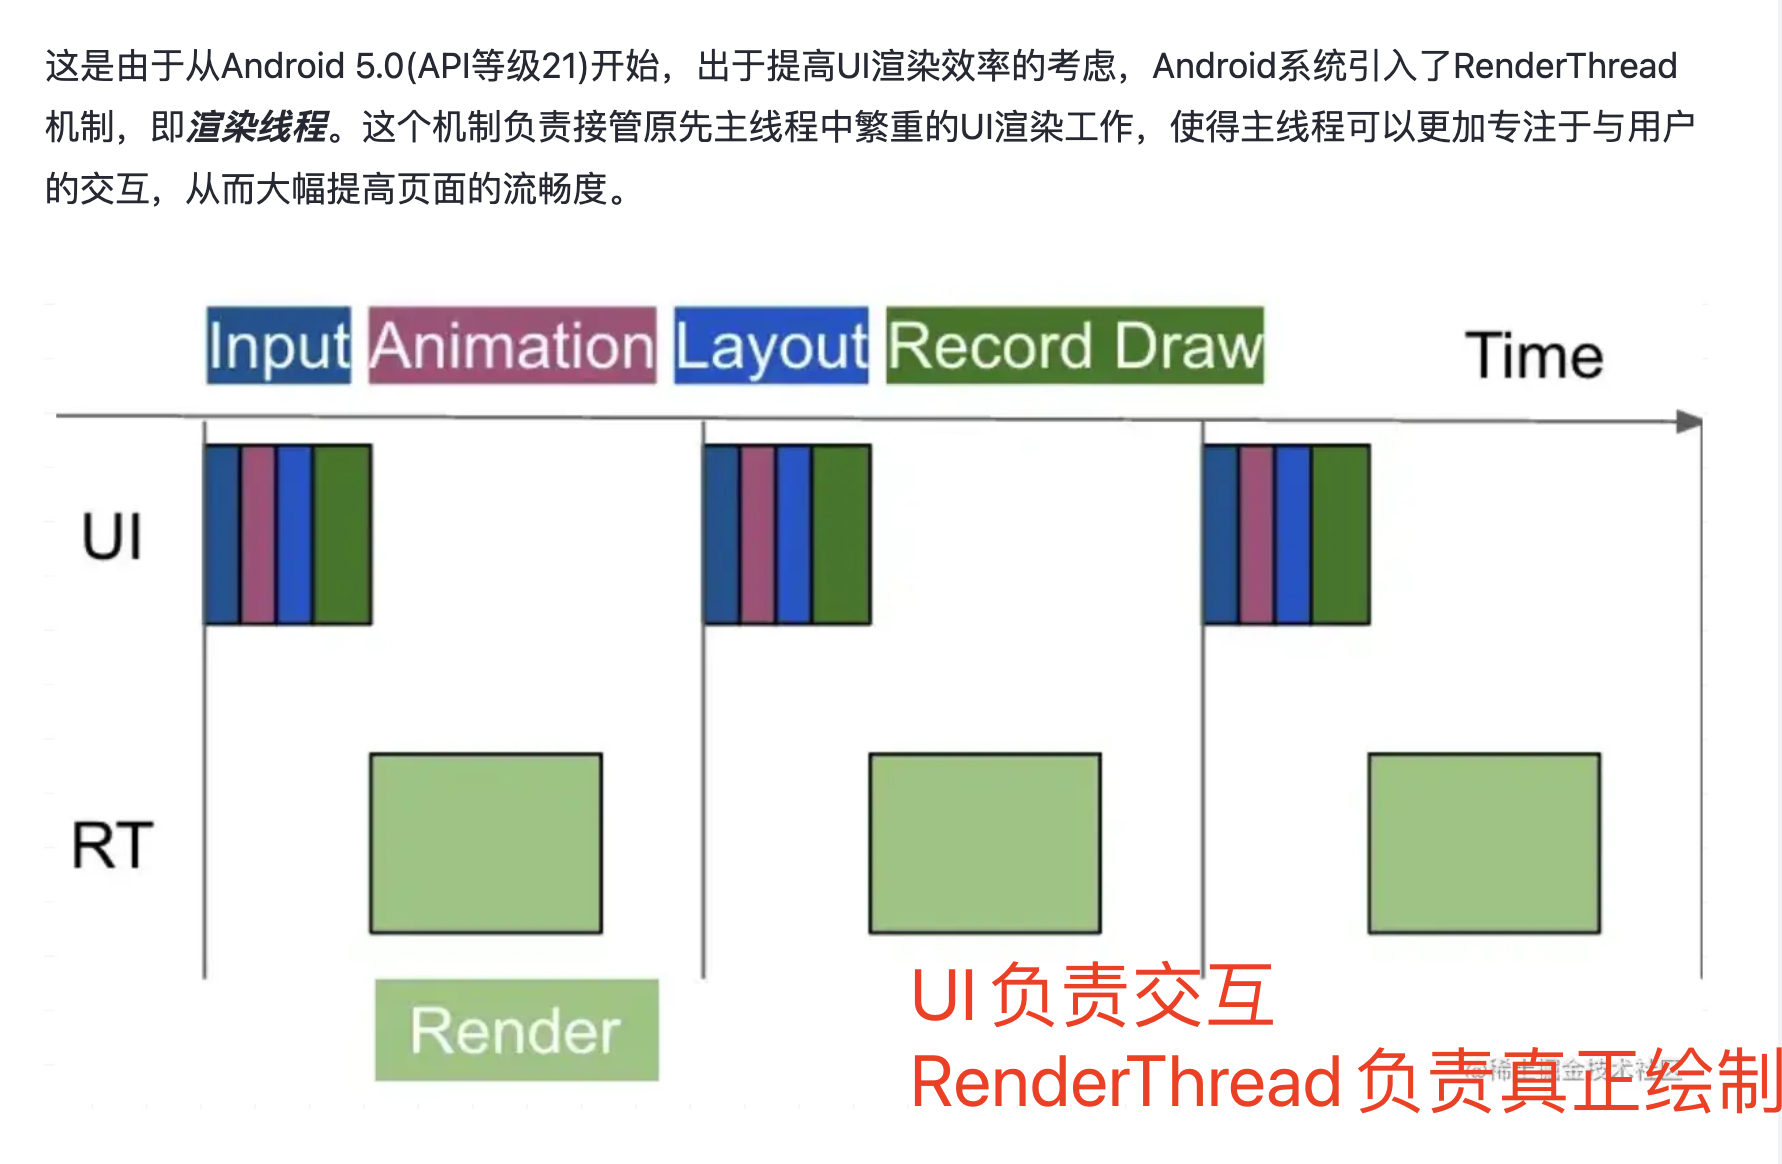 这是由于从Android 5.0(API等级21)开始，出于提高UI渲染效率的考虑，Android系统引入了RenderThread
机制，即渲染线程。这个机制负责接管原先主线程中繁重的UI渲染工作，使得主线程可以更加专注于与用户
的交互，从而大幅提高页面的流畅度。
Input Animation Layout Record Draw Time
UI
RT
Render
UI 负责交互
RenderThread 负责真正绘制
@稀土掘金技术社区